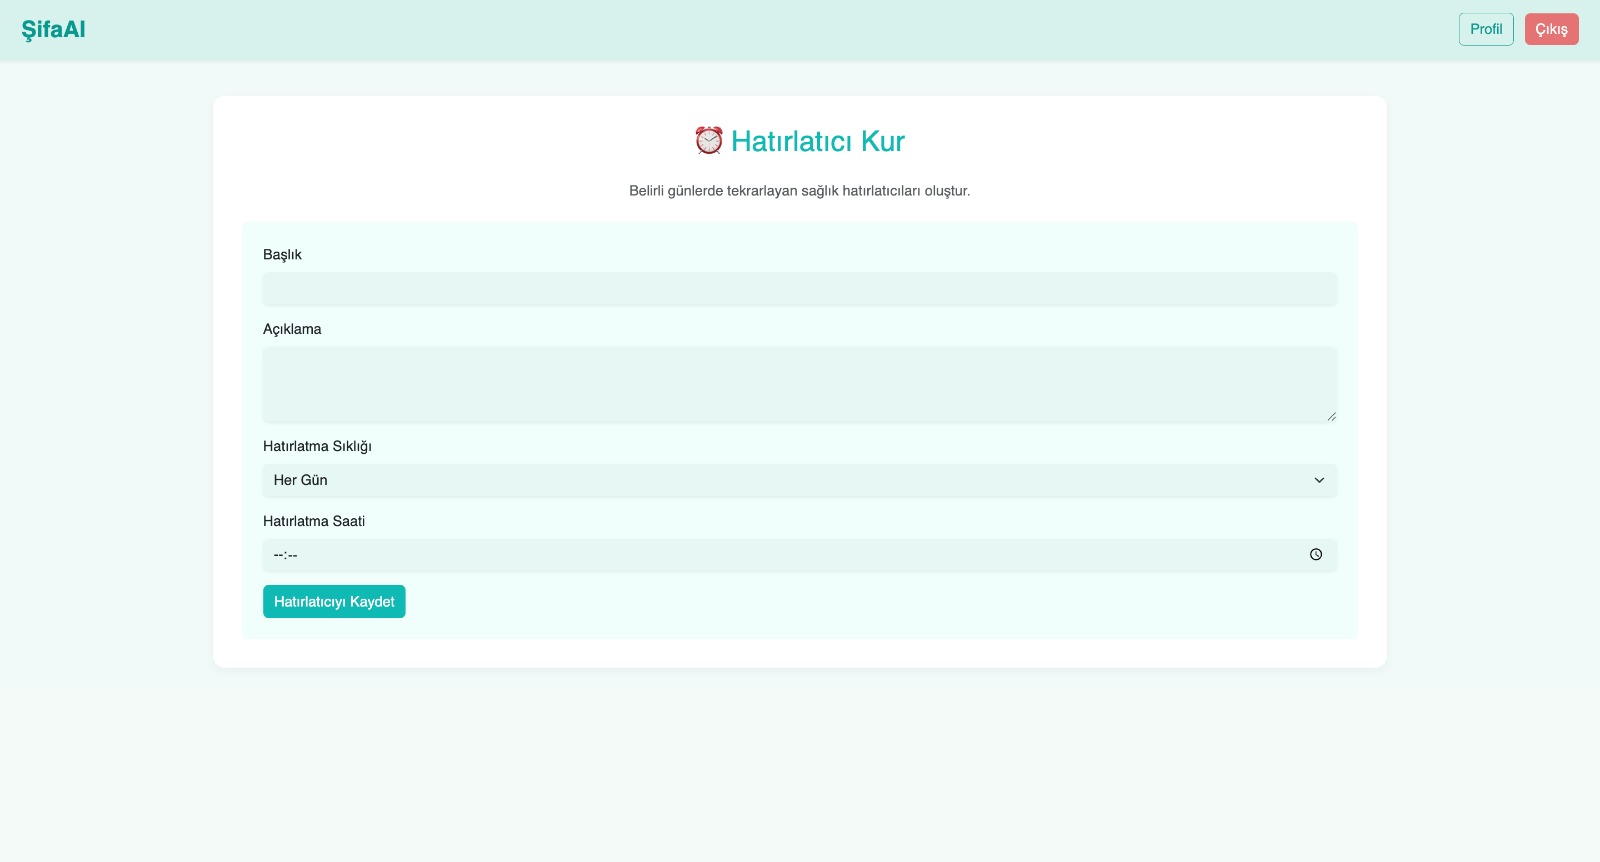 ŞifaAI
Profil
Çıkış
Hatırlatıcı Kur
Belirli günlerde tekrarlayan sağlık hatırlatıcıları oluştur.
Başlık
Açıklama
Hatırlatma Sıklığı
Her Gün
Hatırlatma Saati
--:--
Hatırlatıcıyı Kaydet